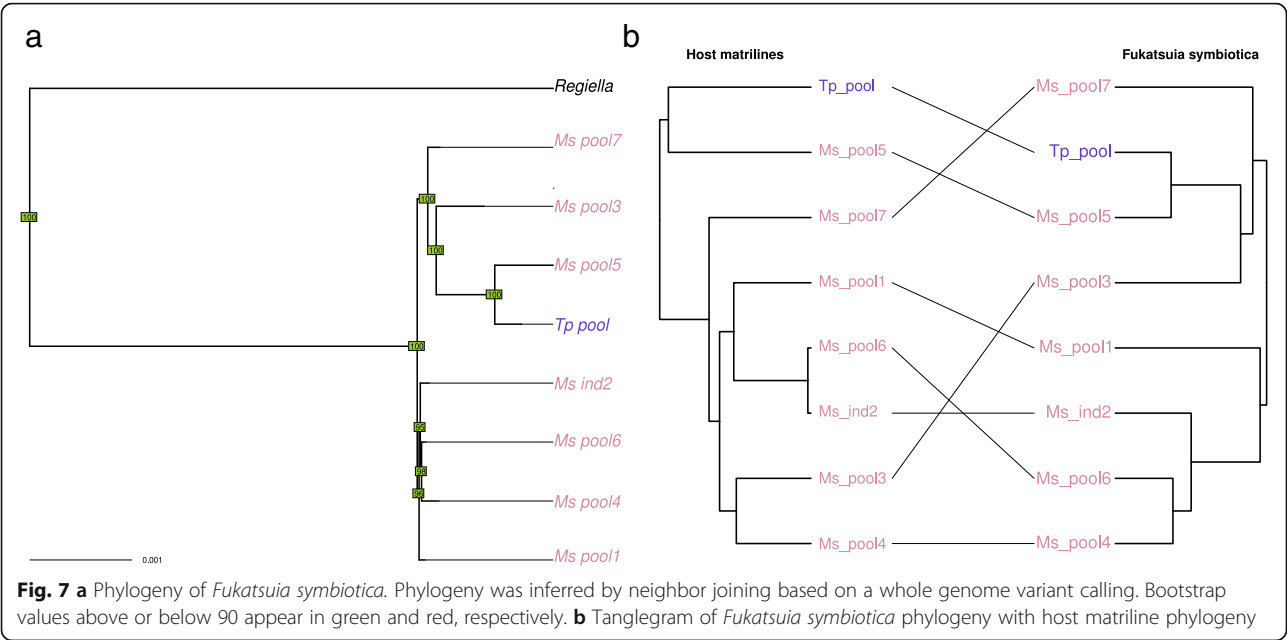 a
Regiella
Ms pool7
Ms pool3
Ms pool5
Tp pool
Ms ind2
Ms pool6
Ms pool4
Ms pool1
100
100
100
100
100
95
98
96
0.001
b
Host matrilines
Fukatsuia symbiotica
Tp_pool
Ms_pool5
Ms_pool7
Ms_pool1
Ms_pool6
Ms_ind2
Ms_pool3
Ms_pool4
Ms_pool7
Tp_pool
Ms_pool5
Ms_pool3
Ms_pool1
Ms_ind2
Ms_pool6
Ms_pool4
Fig. 7 a Phylogeny of Fukatsuia symbiotica. Phylogeny was inferred by neighbor joining based on a whole genome variant calling. Bootstrap
values above or below 90 appear in green and red, respectively. b Tanglegram of Fukatsuia symbiotica phylogeny with host matriline phylogeny